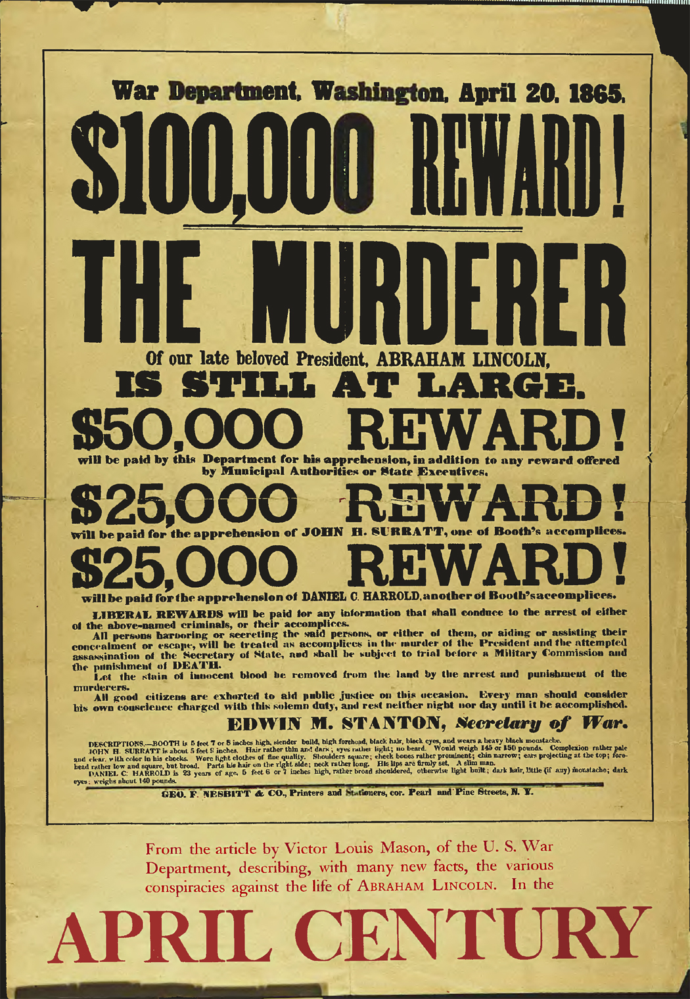 War Department, Washington, April 20, 1865,
$100,000 REWARD!
THE MURDERER
Of our late beloved President, ABRAHAM LINCOLN,
IS STILL AT LARGE.
$50,000 REWARD!
will be paid by this Department for his apprehension, in addition to any reward offered
by Municipal Authorities or State Executives.
$25,000 REWARD!
will be paid for the apprehension of JOHN H. SURRATT, one of Booth's accomplices.
$25,000 REWARD!
will be paid for the apprehension of DANIEL C. HARROLD, another of Booth's accomplices.
LIBERAL REWARDS will be paid for any information that shall conduce to the arrest of either
of the above-named criminals, or their accomplices.
All persons harboring or secreting the said persons, or either of them, or aiding or assisting their
concealment or escape, will be treated as accomplices in the murder of the President and the attempted
assassination of the Secretary of State, and shall be subject to trial before a Military Commission and
the punishment of DEATH.
Let the stain of innocent blood be removed from the land by the arrest and punishment of the
murderers.
All good citizens are exhorted to aid public justice on this occasion. Every man should consider
his own conscience charged with this solemn duty, and rest neither night nor day until it be accomplished.
EDWIN M. STANTON, Secretary of War.
DESCRIPTIONS.—BOOTH is 5 feet 7 or 8 inches high, slender build, high forehead, black hair, black eyes, and wears a heavy black moustache.
JOHN H. SURRATT is about 5 feet 9 inches. Hair rather thin and dark; eyes rather light; no beard. Would weigh 145 or 150 pounds. Complexion rather pale
and clear, with color in his cheeks. Wore light clothes of fine quality. Shoulders square; cheek bones rather prominent; chin narrow; ears projecting at the top; fore-
head rather low and square, but broad. Parts his hair on the right side; neck rather long. His lips are firmly set. A slim man.
DANIEL C. HARROLD is 23 years of age, 5 feet 6 or 7 inches high, rather broad shouldered, otherwise light built; dark hair, little (if any) moustache; dark
eyes; weighs about 140 pounds.
GEO. F. NESBITT & CO., Printers and Stationers, cor. Pearl and Pine Streets, N. Y.
From the article by Victor Louis Mason, of the U. S. War
Department, describing, with many new facts, the various
conspiracies against the life of ABRAHAM LINCOLN. In the
APRIL CENTURY